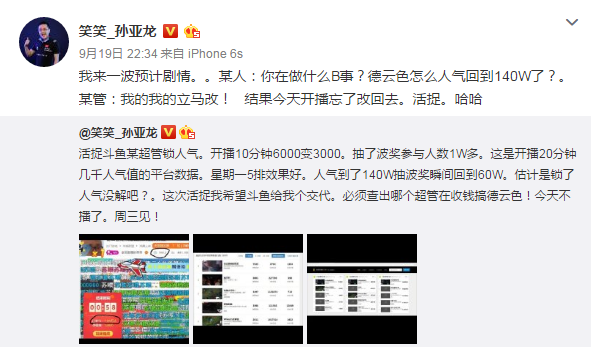 笑笑_孙亚龙
9月19日 22:34 来自 iPhone 6s
我来一波预计剧情。。某人：你在做什么B事？德云色怎么人气回到140W了？。
某管：我的我的立马改！ 结果今天开播忘了改回去。活捉。哈哈
@笑笑_孙亚龙
活捉斗鱼某超管锁人气。开播10分钟6000变3000。抽了波奖参与人数1W多。这是开播20分钟
几千人气值的平台数据。星期一5排效果好。人气到了140W抽波奖瞬间回到60W。估计是锁了
人气没解吧？。这次活捉我希望斗鱼给我个交代。必须查出哪个超管在收钱搞德云色！今天不
播了。周三见！
00:58